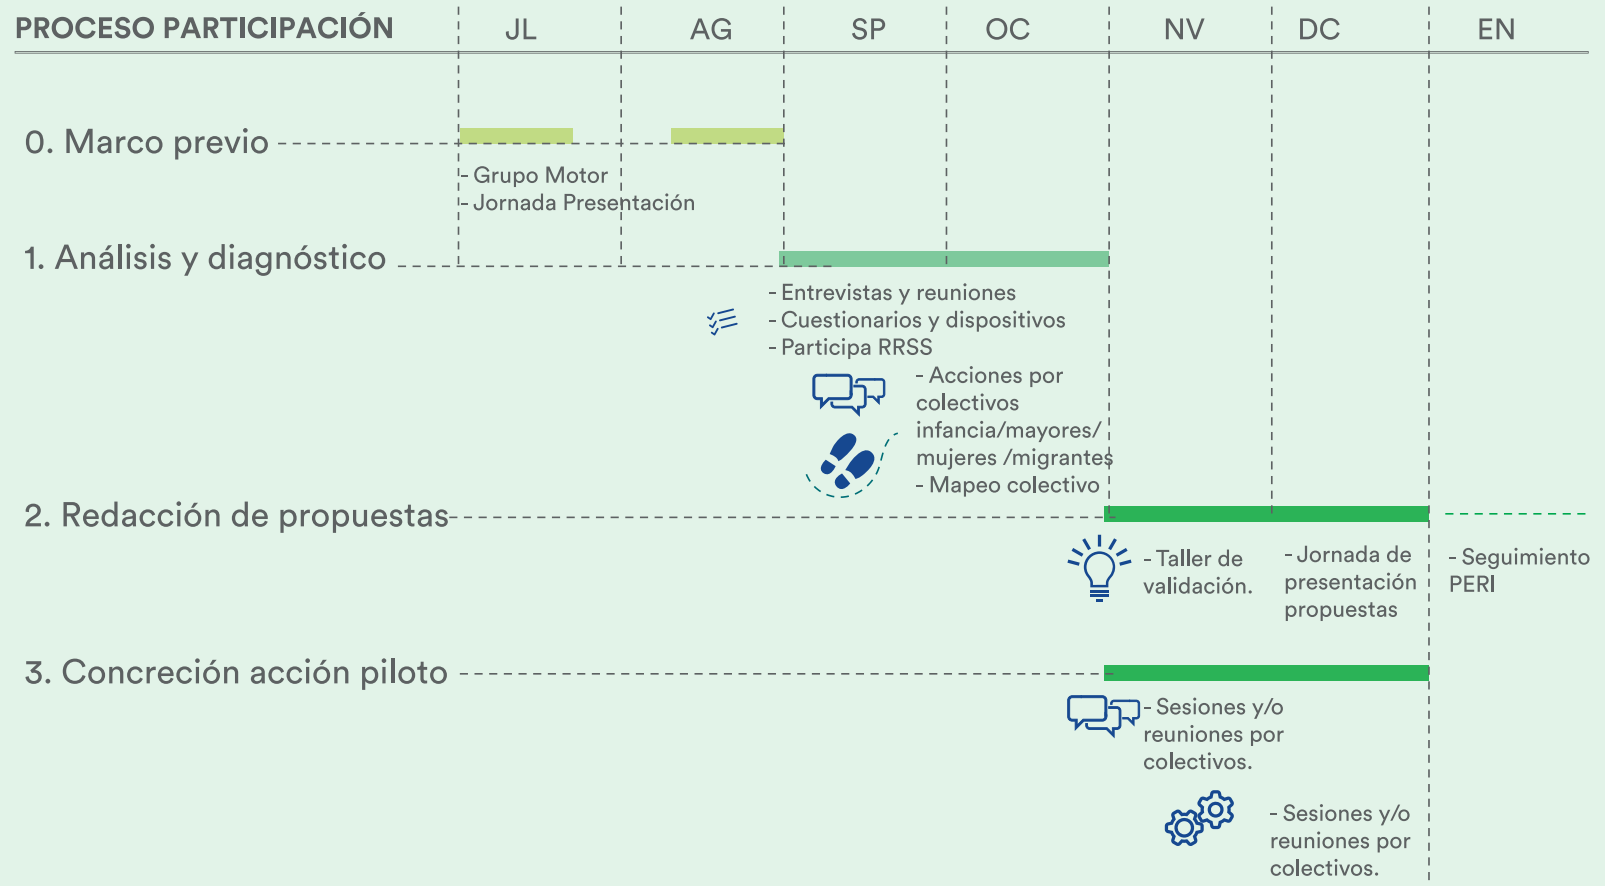 PROCESO PARTICIPACIÓN JL AG SP OC NV DC EN
0. Marco previo
- Grupo Motor
- Jornada Presentación
1. Análisis y diagnóstico
- Entrevistas y reuniones
- Cuestionarios y dispositivos
- Participa RRSS
- Acciones por
colectivos
infancia/mayores/
mujeres /migrantes
- Mapeo colectivo
2. Redacción de propuestas
- Taller de
validación.
- Jornada de
presentación
propuestas
- Seguimiento
PERI
3. Concreción acción piloto
- Sesiones y/o
reuniones por
colectivos.
- Sesiones y/o
reuniones por
colectivos.